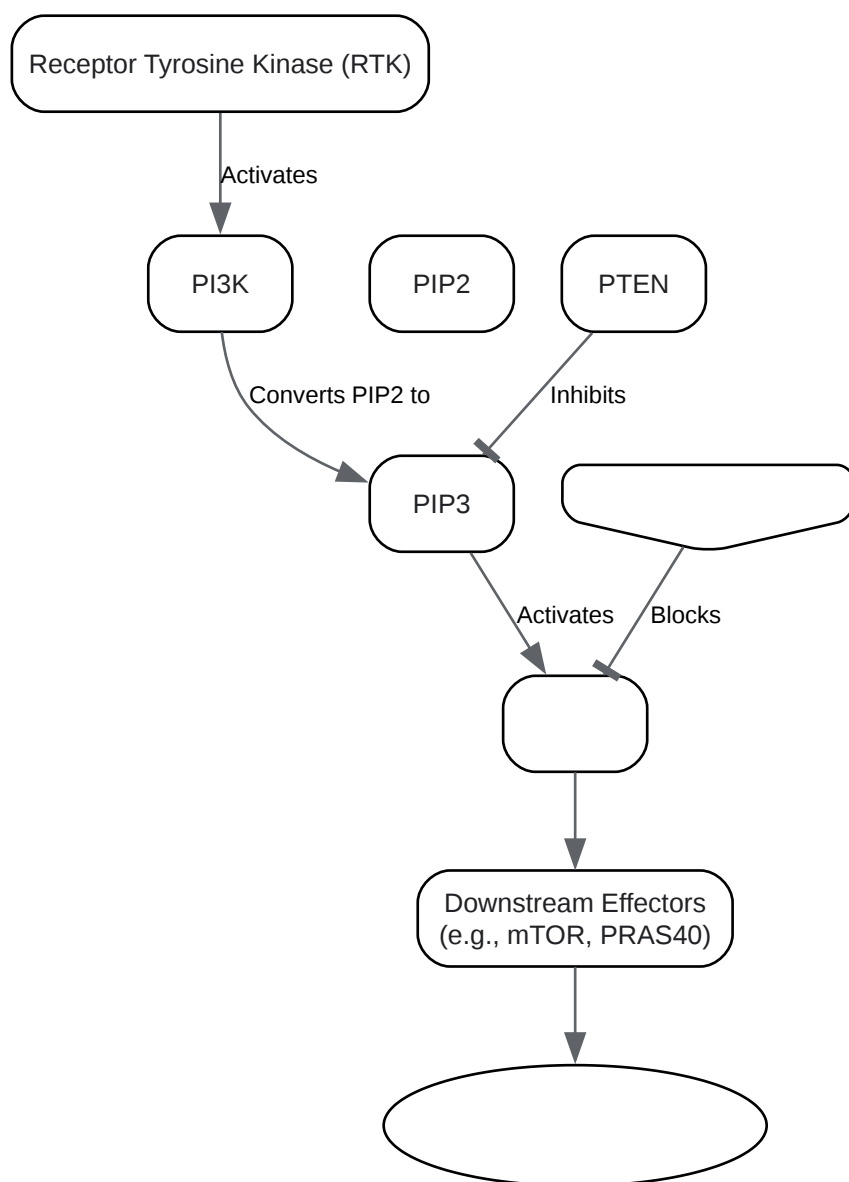 Receptor Tyrosine Kinase (RTK)
Activates
PI3K
PIP2
PTEN
Converts PIP2 to
Inhibits
PIP3
Activates
Blocks
Downstream Effectors
(e.g., mTOR, PRAS40)